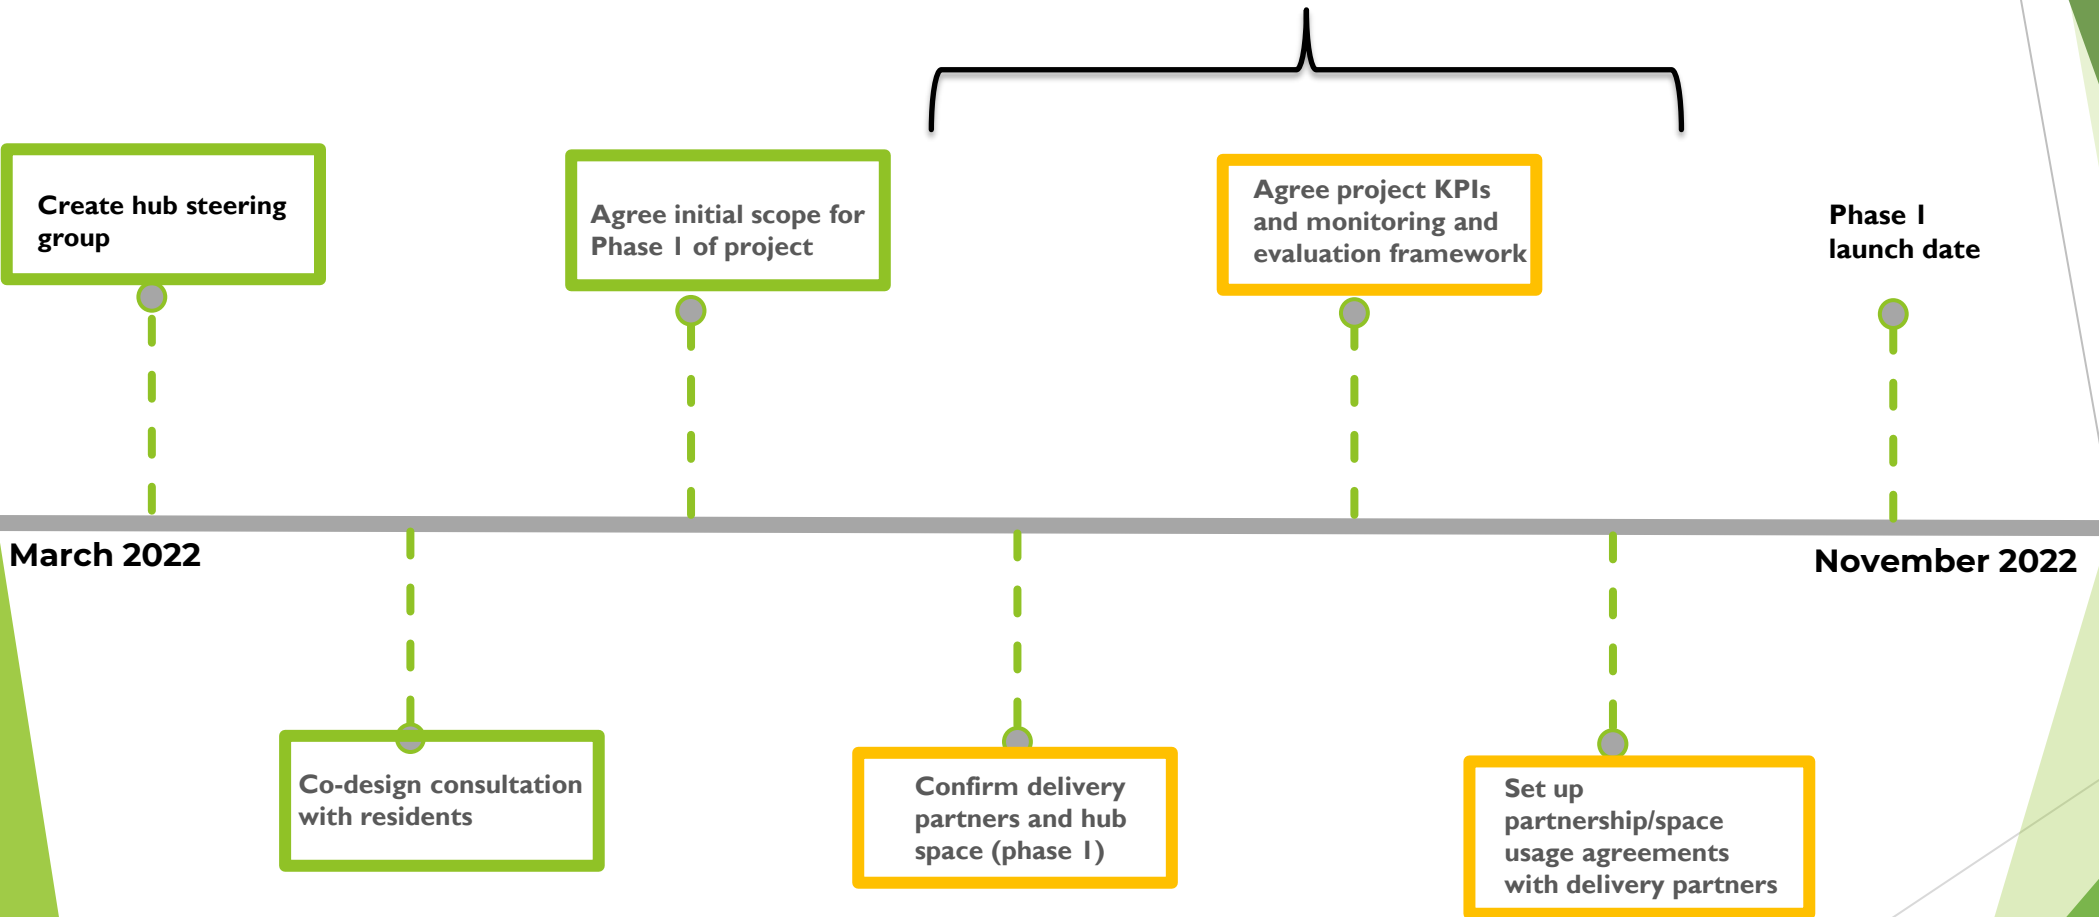 Create hub steering
group
Agree initial scope for
Phase 1 of project
Agree project KPIs
and monitoring and
evaluation framework
Phase 1
launch date
March 2022
November 2022
Co-design consultation
with residents
Confirm delivery
partners and hub
space (phase 1)
Set up
partnership/space
usage agreements
with delivery partners